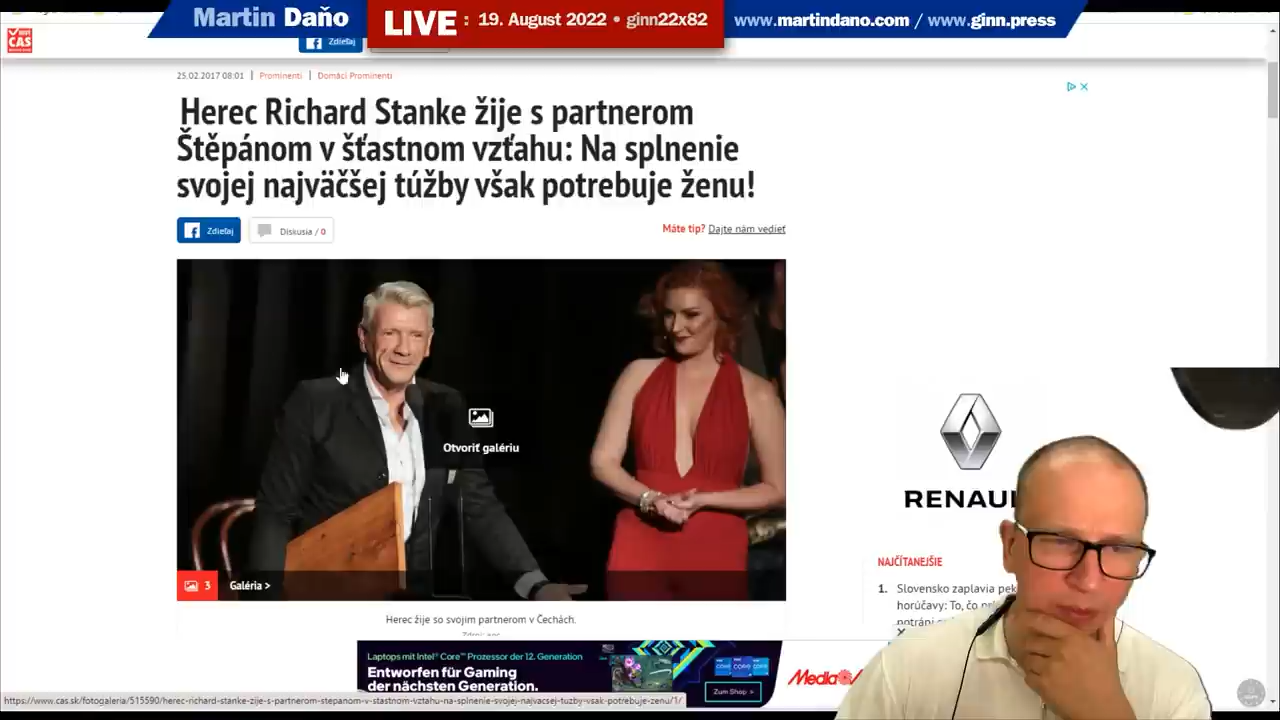 Martin Daňo
LIVE : 19. August 2022 • ginn22x82
www.martindano.com / www.ginn.press
ČAS
Zdieľaj
25.02.2017 08:01 | Prominenti | Domáci Prominenti
Herec Richard Stanke žije s partnerom
Štěpánom v šťastnom vzťahu: Na splnenie
svojej najväčšej túžby však potrebuje ženu!
Zdieľaj
Diskusia / 0
Máte tip? Dajte nám vedieť
Otvoriť galériu
3 Galéria >
Herec žije so svojim partnerom v Čechách.
RENAU
NAJČÍTANEJŠIE
1. Slovensko zaplavia
horúčavy: To, čo
Laptops mit Intel® Core™ Prozessor der 12. Generation
Entworfen für Gaming
der nächsten Generation.
CORE CORE CORE
Zum Shop >
Media
https://www.cas.sk/fotogaleria/515590/herec-richard-stanke-zije-s-partnerom-stepanom-v-stastnom-vztahu-na-splnenie-svojej-najvacsej-tuzby-vsak-potrebuje-zenu/1/